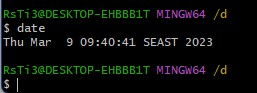 RsTi3@DESKTOP-EHBBB1T MINGW64 /d
$ date
Thu Mar  9 09:40:41 SEAST 2023
RsTi3@DESKTOP-EHBBB1T MINGW64 /d
$